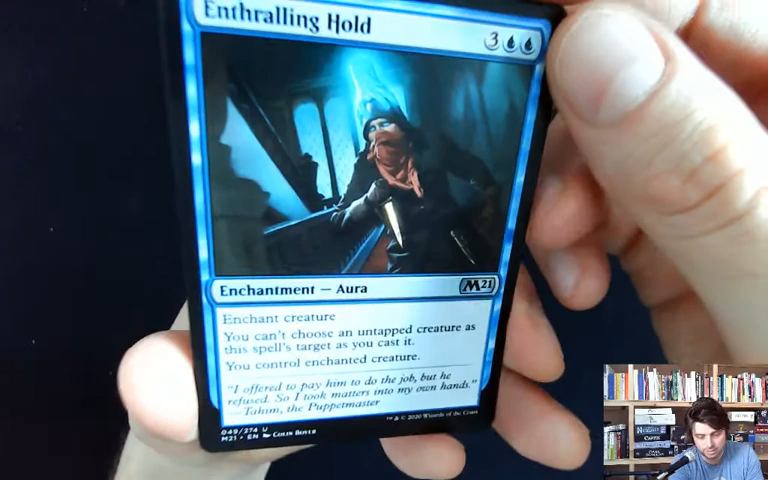 Enthralling Hold
3
Enchantment — Aura
M21
Enchant creature
You can't choose an untapped creature as
this spell's target as you cast it.
You control enchanted creature.
"I offered to pay him to do the job, but he
refused. So I took matters into my own hands."
—Tahim, the Puppetmaster
049/274 U
M21 • EN Colin Boyer
™ & © 2020 Wizards of the Coast